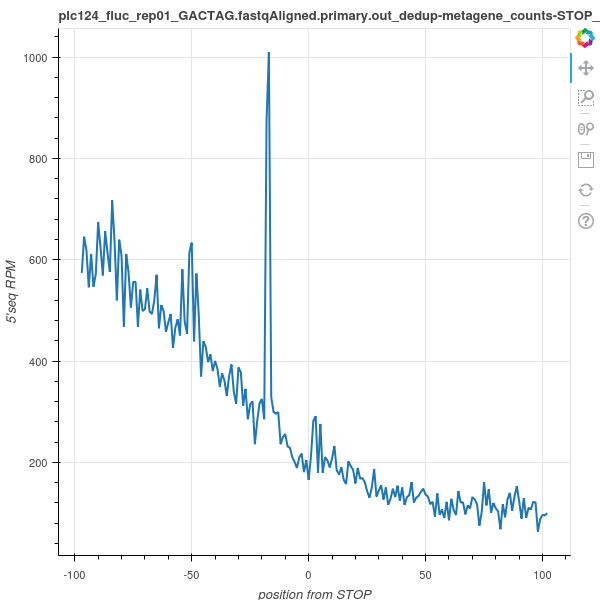 plc124_fluc_rep01_GACTAG.fastqAligned.primary.out_dedup-metagene_counts-STOP_
1000
800
600
400
200
5'seq RPM
-100 -50 0 50 100
position from STOP